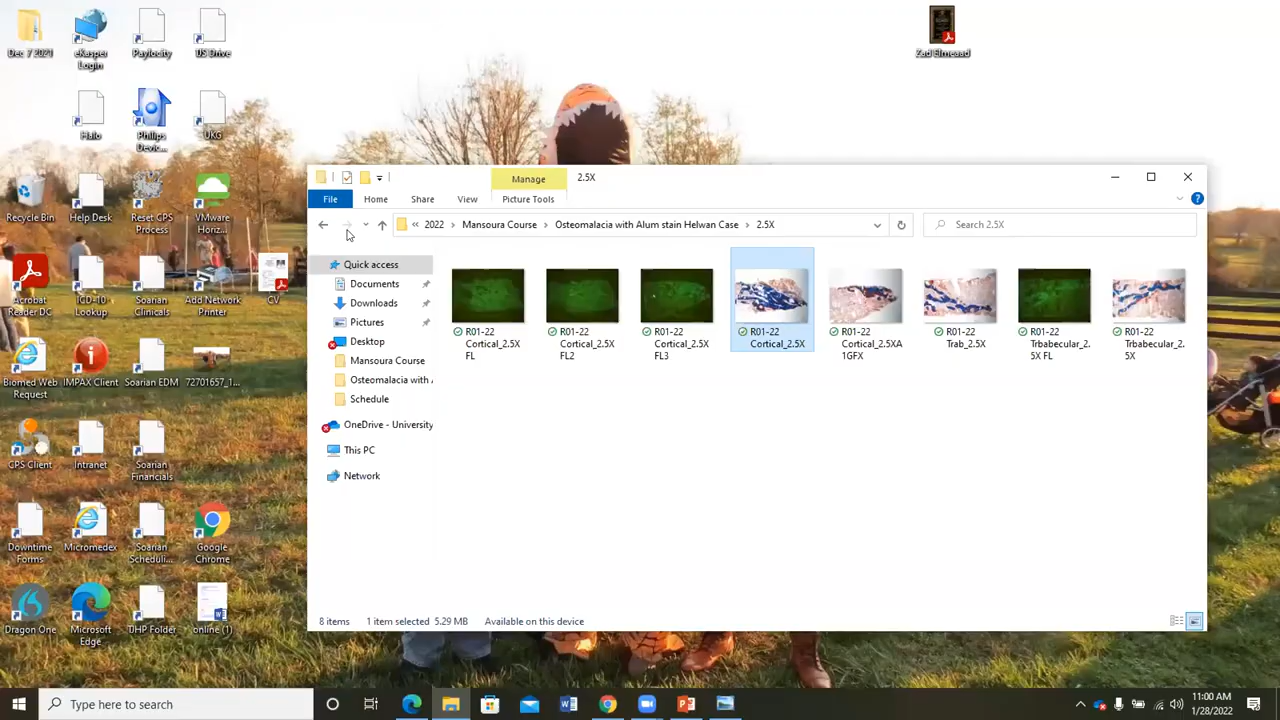 Dec 7 2021
eKasper
Login
Paylocity
Zad Elmeaad
Halo
Philips
Devic...
UKG
Manage
2.5X
File
Home
Share
View
Picture Tools
« 2022 > Mansoura Course > Osteomalacia with Alum stain Helwan Case > 2.5X
Search 2.5X
Recycle Bin
Help Desk
Reset CPS
Process
VMware
Horiz...
Quick access
Documents
Downloads
Pictures
Desktop
Mansoura Course
Osteomalacia with
Schedule
OneDrive - University
This PC
Network
R01-22
Cortical_2.5X
FL
R01-22
Cortical_2.5X
FL2
R01-22
Cortical_2.5X
FL3
R01-22
Cortical_2.5X
R01-22
Cortical_2.5XA
1GFX
R01-22
Trab_2.5X
R01-22
Trbabecular_2.
5X FL
R01-22
Trbabecular_2.
5X
Acrobat
Reader DC
ICD-10
Lookup
Soarian
Clinicals
Add Network
Printer
CV
Biomed Web
Request
IMPAX Client
Soarian EDM
72701657_1...
CPS Client
Intranet
Soarian
Financials
Downtime
Forms
Micromedex
Soarian
Scheduli...
Google
Chrome
Dragon One
Microsoft
Edge
UHP Folder
online (1)
8 items
1 item selected 5.29 MB
Available on this device
Type here to search
11:00 AM
1/28/2022